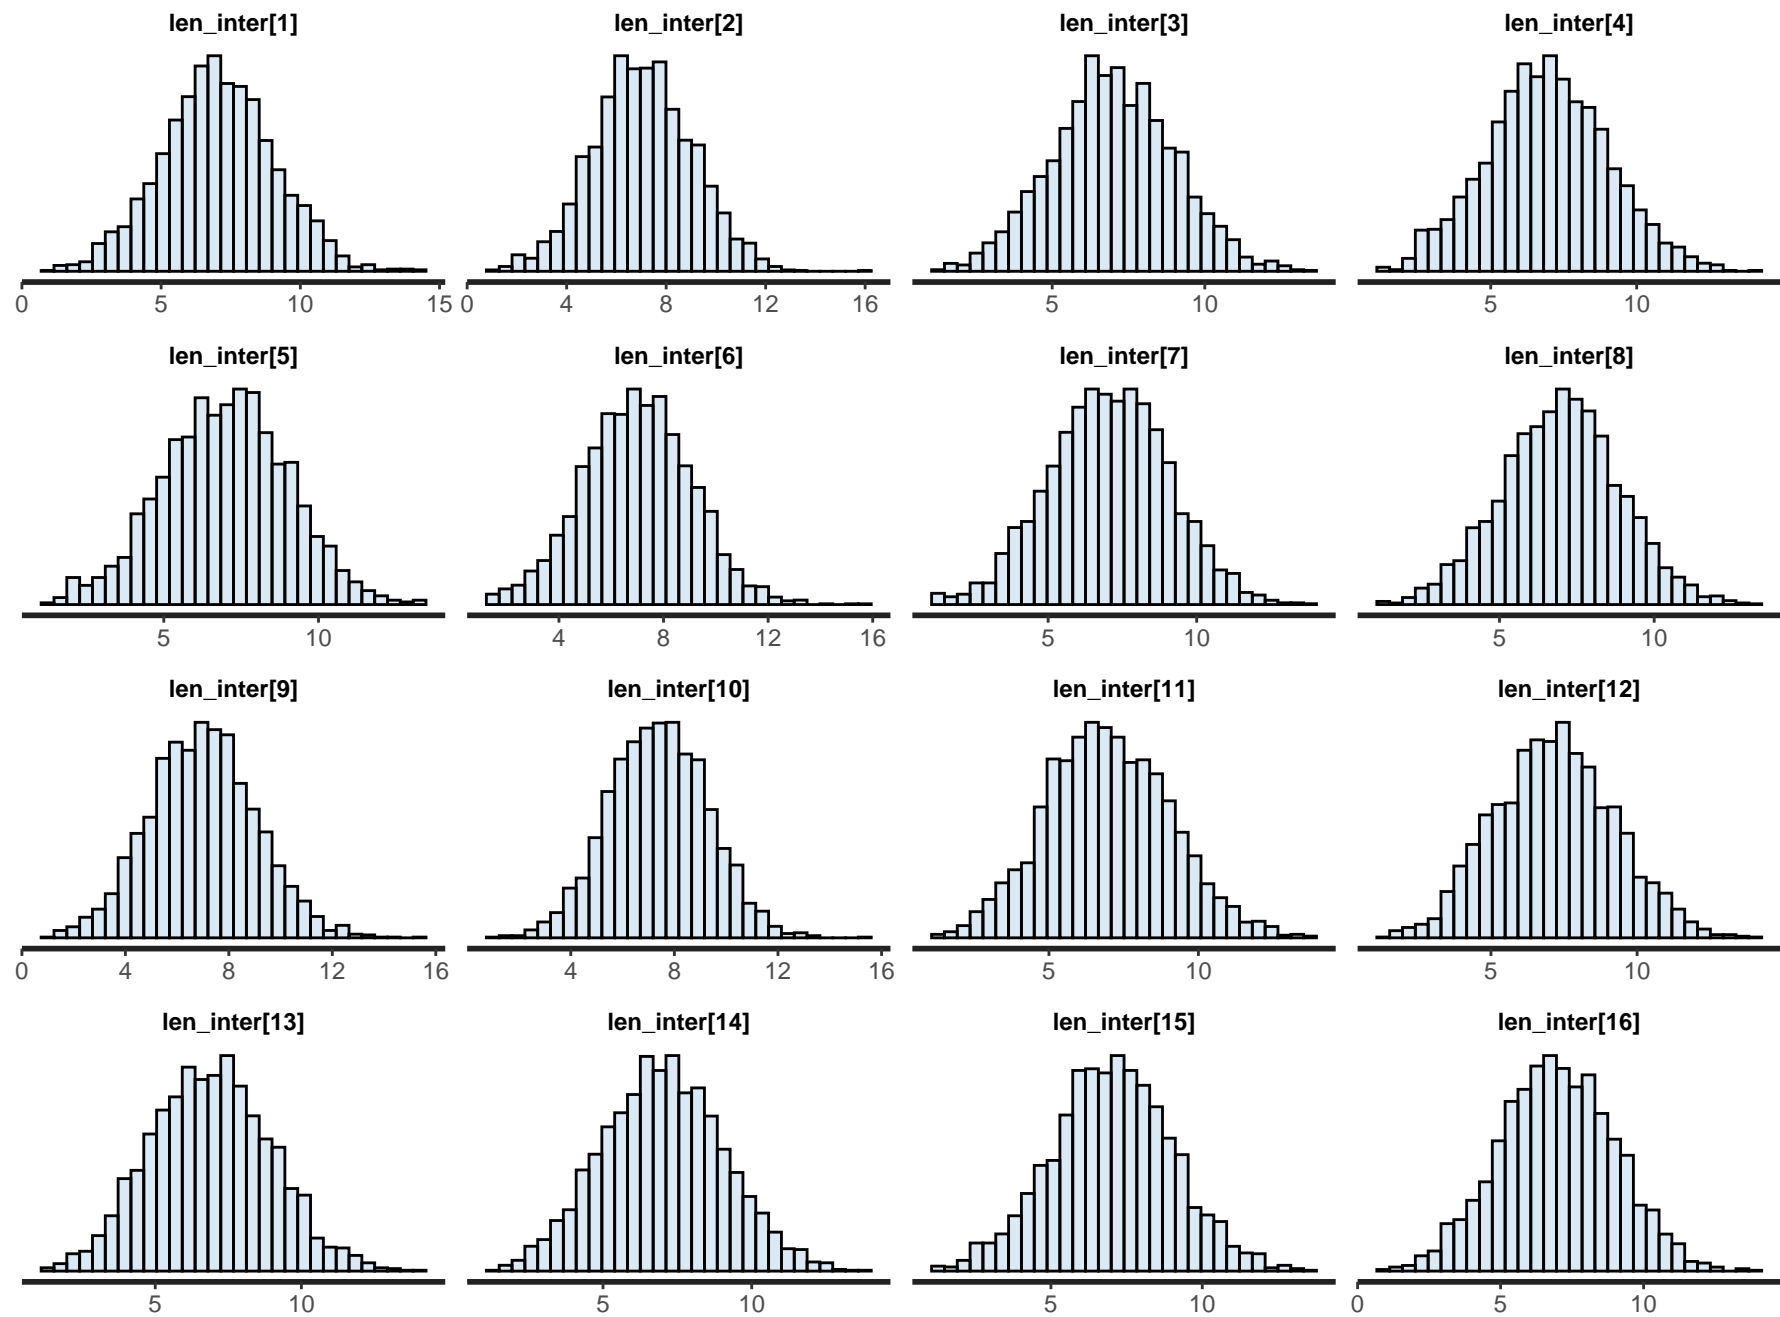 len_inter[1] len_inter[2] len_inter[3] len_inter[4]
0 5 10 15 0 4 8 12 16 5 10 5 10
len_inter[5] len_inter[6] len_inter[7] len_inter[8]
5 10 4 8 12 16 5 10 5 10
len_inter[9] len_inter[10] len_inter[11] len_inter[12]
0 4 8 12 16 4 8 12 16 5 10 5 10
len_inter[13] len_inter[14] len_inter[15] len_inter[16]
5 10 5 10 5 10 0 5 10